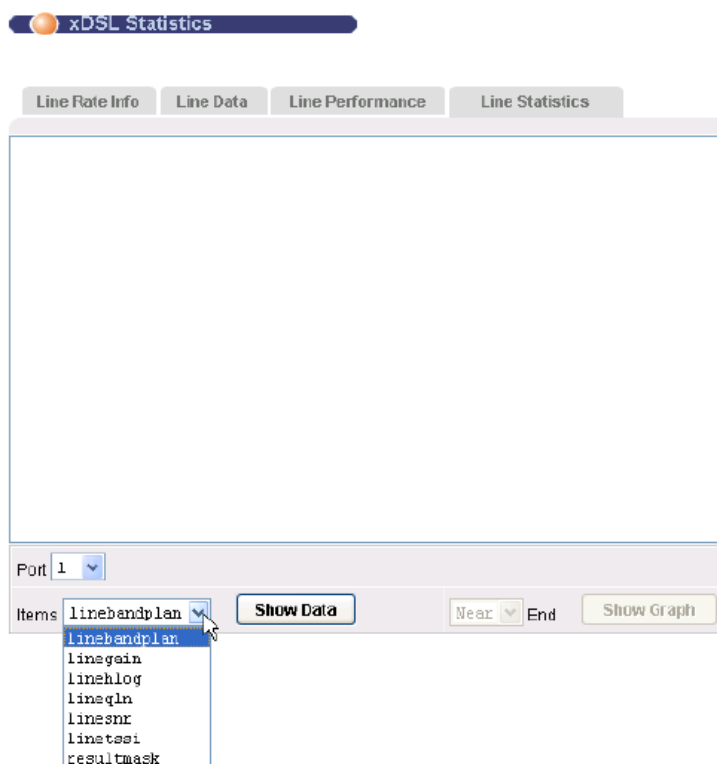 xDSL Statistics
Line Rate Info Line Data Line Performance Line Statistics
Port 1
Items linebandplan Show Data Near End Show Graph
linebandplan
linegain
linehlog
lineqln
linesnr
linetssi
resultmask